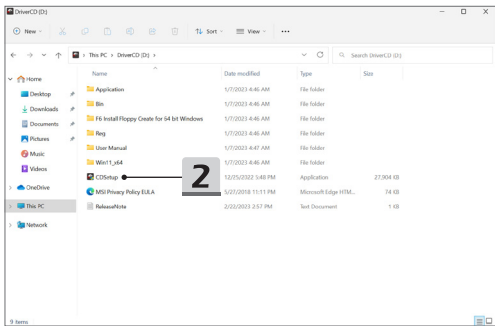 DriverCD (D:)
New Sort View •••
This PC > DriverCD (D:) > Search DriverCD (D:)
Name Date modified Type Size
Home
Desktop
Downloads
Documents
Pictures
Music
Videos
OneDrive
This PC
Network
Application 1/7/2023 4:46 AM File folder
Bin 1/7/2023 4:46 AM File folder
F6 Install Floppy Create for 64 bit Windows 1/7/2023 4:46 AM File folder
Reg 1/7/2023 4:46 AM File folder
User Manual 1/7/2023 4:47 AM File folder
Win11_x64 1/7/2023 4:46 AM File folder
CDSetup 2 12/25/2022 5:48 PM Application 27,904 KB
MSI Privacy Policy EULA 5/27/2018 11:11 PM Microsoft Edge HTM... 74 KB
ReleaseNote 2/22/2023 2:57 PM Text Document 1 KB
9 items